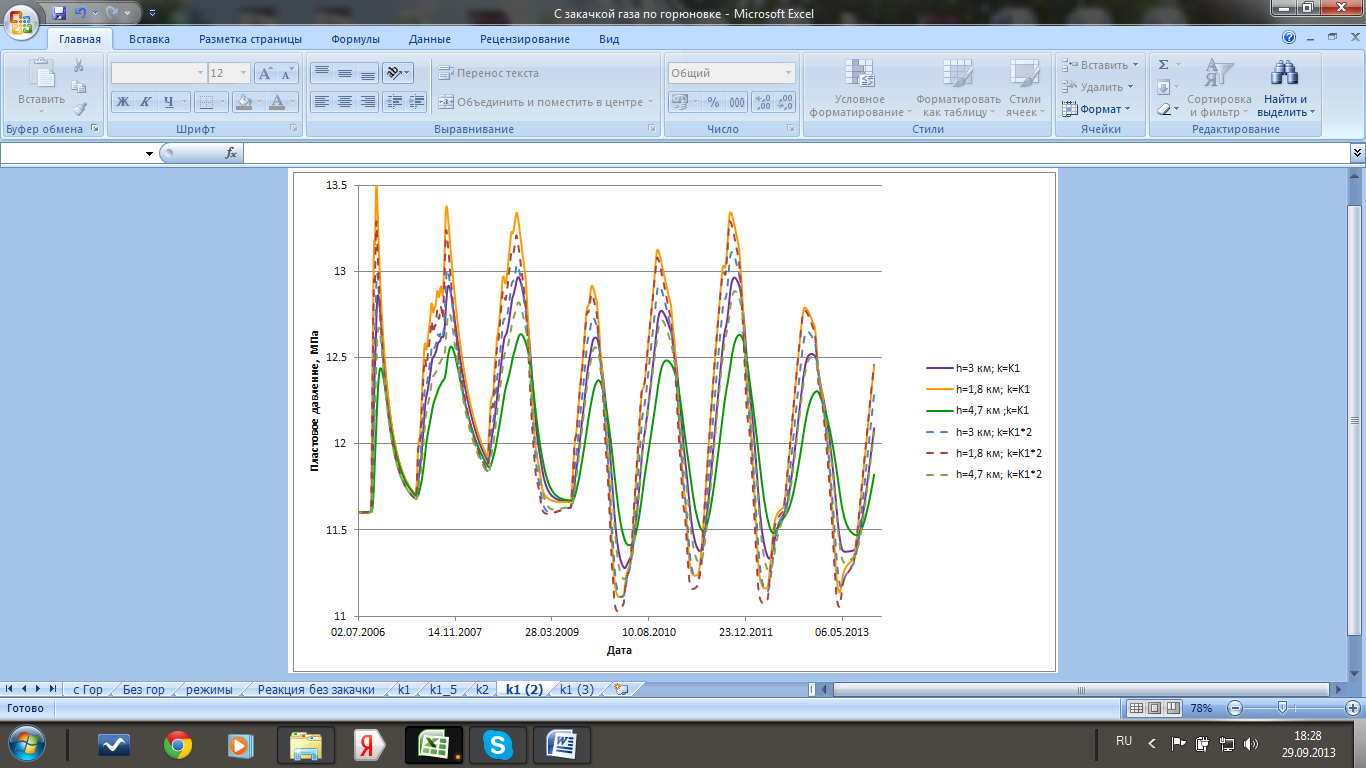 С закачкой газа по горюновка - Microsoft Excel
Главная Вставка Разметка страницы Формулы Данные Рецензирование Вид
Вставить
Буфер обмена
12
Ж К Ч
Шрифт
Перенос текста
Объединить и поместить в центре
Выравнивание
Общий
% 000
Число
Условное форматирование
Форматировать как таблицу
Стили ячеек
Стили
Вставить
Удалить
Формат
Ячейки
Сортировка и фильтр
Найти и выделить
Редактирование
fx
13.5
13
12.5
12
11.5
11
Пластовое давление, МПа
02.07.2006 14.11.2007 28.03.2009 10.08.2010 23.12.2011 06.05.2013
Дата
h=3 км; k=K1
h=1,8 км; k=K1
h=4,7 км ;k=K1
h=3 км; k=K1*2
h=1,8 км; k=K1*2
h=4,7 км; k=K1*2
с Гор Без гор режимы Реакция без закачки k1 k1_5 k2 k1 (2) k1 (3)
Готово
78%
RU
18:28
29.09.2013